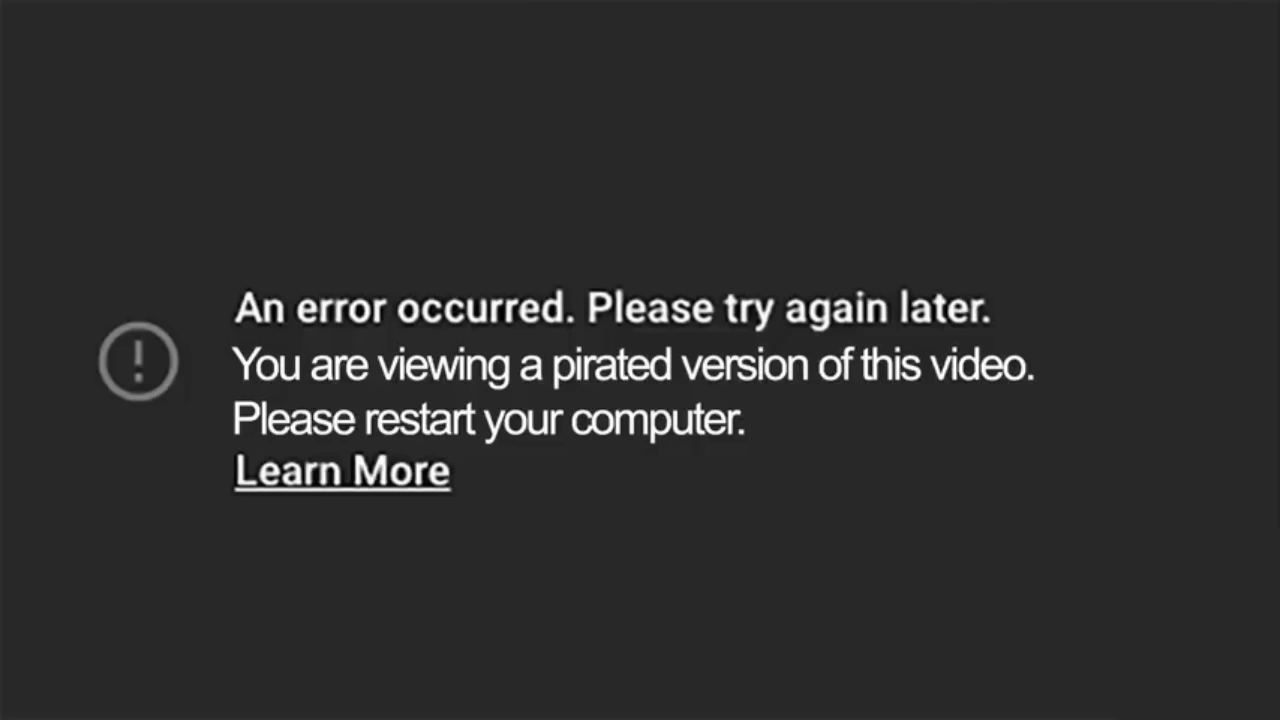 An error occurred. Please try again later.
You are viewing a pirated version of this video.
Please restart your computer.
Learn More